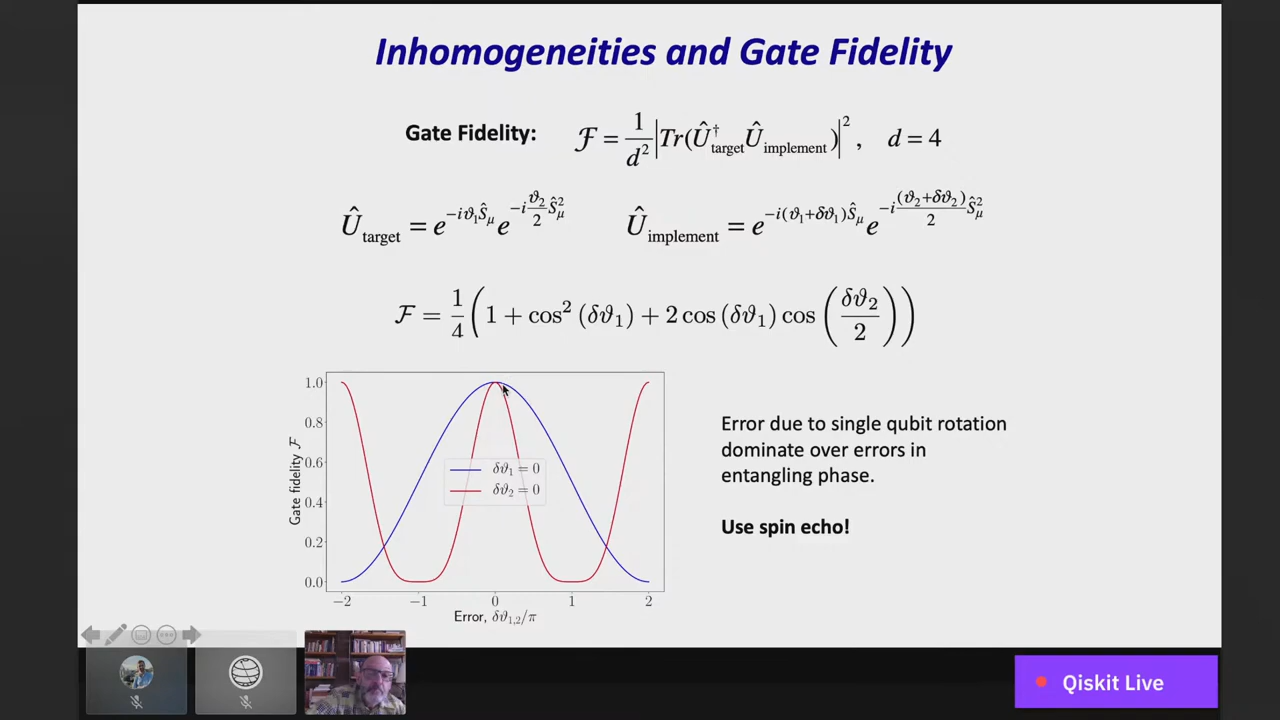 Inhomogeneities and Gate Fidelity
Gate Fidelity: ℱ = 1/d² |Tr(Û†target Ûimplement)|², d = 4
Ûtarget = e^{-iϑ₁Ŝμ} e^{-i(ϑ₂/2)Ŝμ²} Ûimplement = e^{-i(ϑ₁+δϑ₁)Ŝμ} e^{-i((ϑ₂+δϑ₂)/2)Ŝμ²}
ℱ = 1/4 (1 + cos² (δϑ₁) + 2 cos (δϑ₁) cos (δϑ₂/2))
Gate fidelity ℱ
1.0
0.8
0.6
0.4
0.2
0.0
δϑ₁ = 0
δϑ₂ = 0
−2 −1 0 1 2
Error, δϑ₁,₂/π
Error due to single qubit rotation
dominate over errors in
entangling phase.
Use spin echo!
Qiskit Live